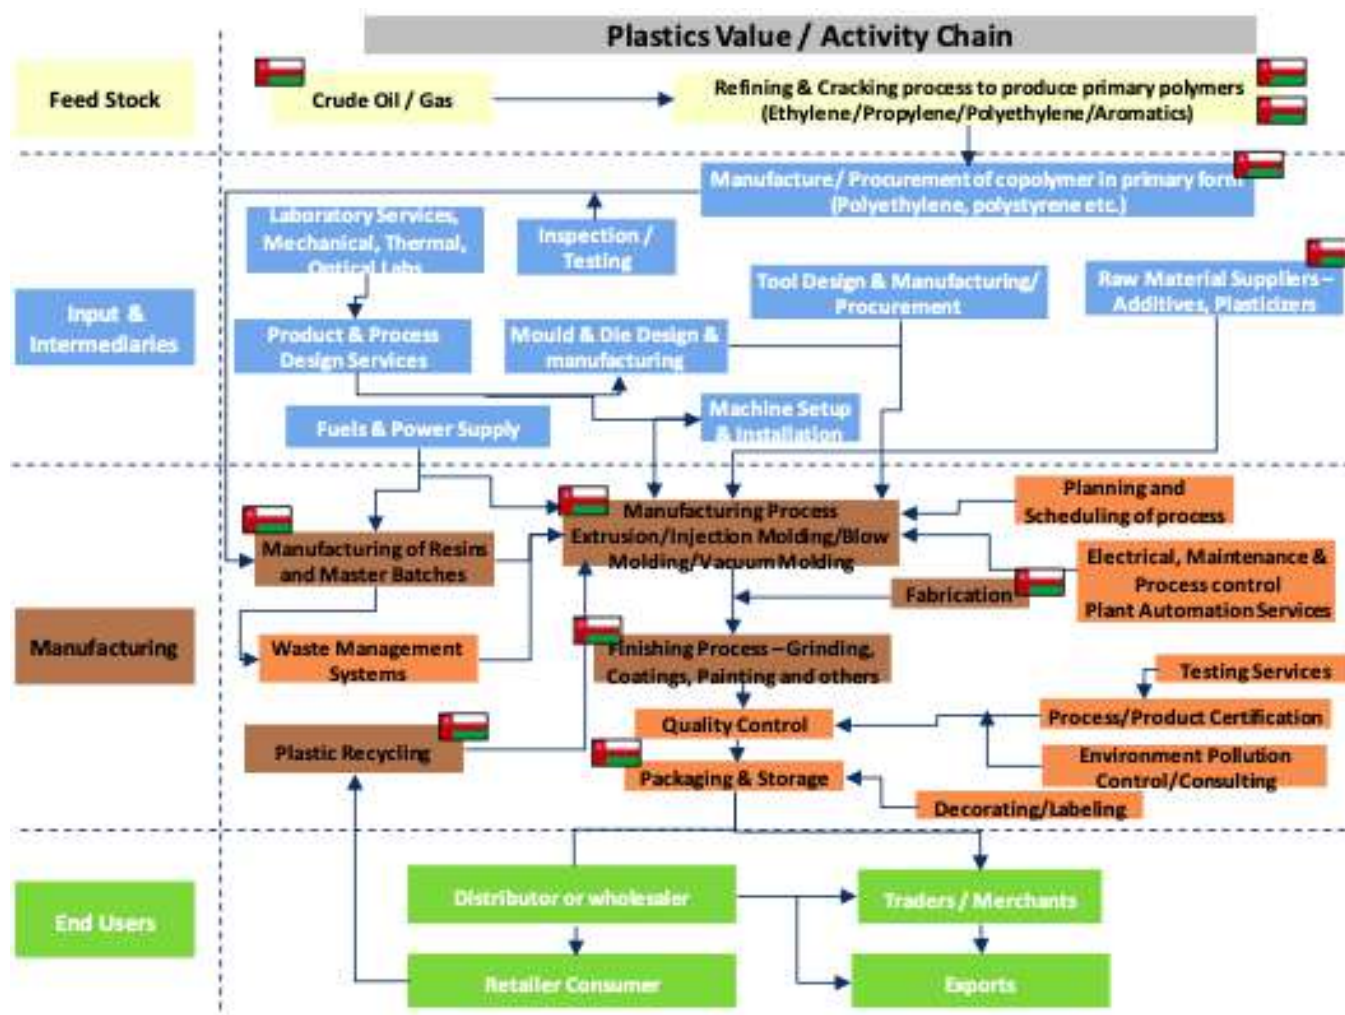 Plastics Value / Activity Chain
Feed Stock
Crude Oil / Gas
Refining & Cracking process to produce primary polymers
(Ethylene/Propylene/Polyethylene/Aromatics)
Manufacture/ Procurement of copolymer in primary form
(Polyethylene, polystyrene etc.)
Laboratory Services,
Mechanical, Thermal,
Optical Labs
Inspection /
Testing
Tool Design & Manufacturing/
Procurement
Raw Material Suppliers –
Additives, Plasticizers
Input &
Intermediaries
Product & Process
Design Services
Mould & Die Design &
manufacturing
Fuels & Power Supply
Machine Setup
& Installation
Manufacturing
Manufacturing of Resins
and Master Batches
Manufacturing Process
Extrusion/Injection Molding/Blow
Molding/Vacuum Molding
Planning and
Scheduling of process
Electrical, Maintenance &
Process control
Plant Automation Services
Fabrication
Waste Management
Systems
Finishing Process – Grinding,
Coatings, Painting and others
Testing Services
Quality Control
Process/Product Certification
Plastic Recycling
Environment Pollution
Control/Consulting
Packaging & Storage
Decorating/Labeling
End Users
Distributor or wholesaler
Traders / Merchants
Retailer Consumer
Exports